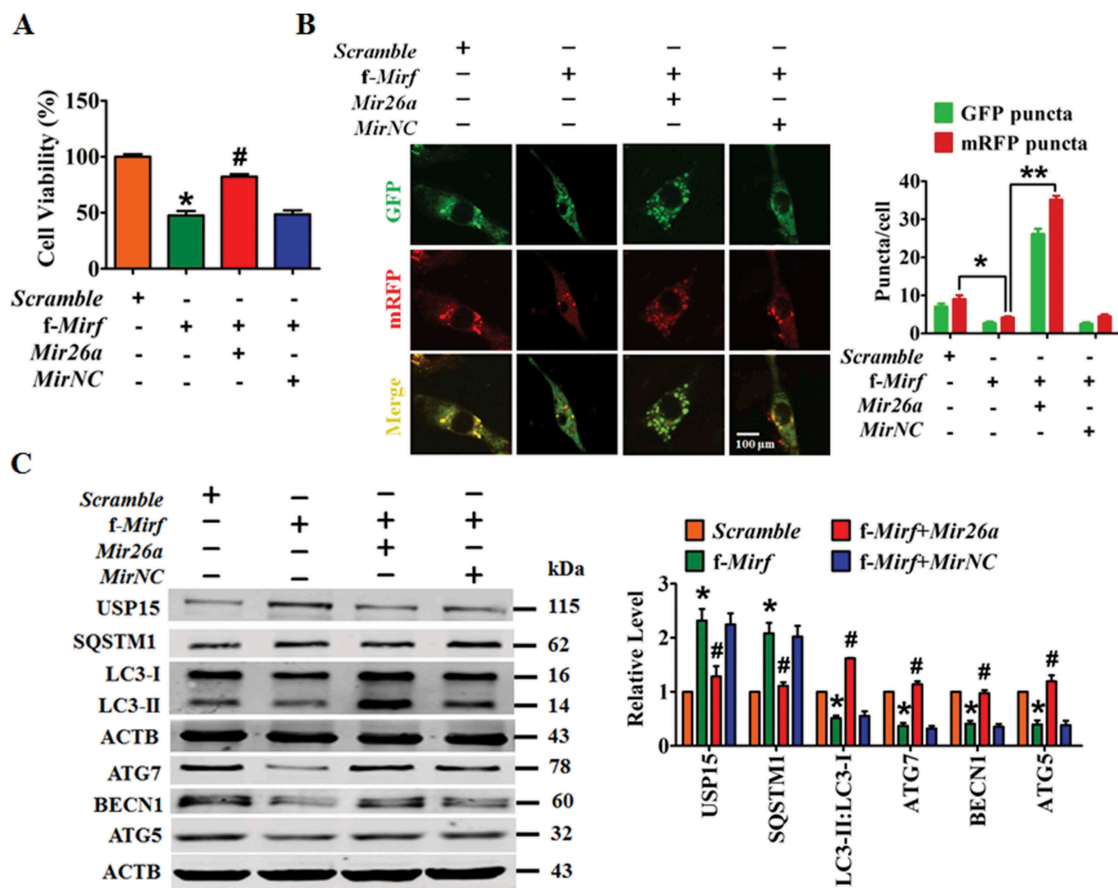 A
Cell Viability (%)
150
100
50
0
*
#
Scramble + - - -
f-Mirf - + + +
Mir26a - - + -
MirNC - - - +
B
Scramble + − − −
f-Mirf − + + +
Mir26a − − + −
MirNC − − − +
GFP
mRFP
Merge
100 µm
GFP puncta
mRFP puncta
Puncta/cell
40
30
20
10
0
*
**
Scramble + - - -
f-Mirf - + + +
Mir26a - - + -
MirNC - - - +
C
Scramble + − − −
f-Mirf − + + +
Mir26a − − + −
MirNC − − − +
kDa
USP15 115
SQSTM1 62
LC3-I 16
LC3-II 14
ACTB 43
ATG7 78
BECN1 60
ATG5 32
ACTB 43
Scramble f-Mirf+Mir26a
f-Mirf f-Mirf+MirNC
Relative Level
3
2
1
0
* # * # * # * # * # * #
USP15
SQSTM1
LC3-II:LC3-I
ATG7
BECN1
ATG5